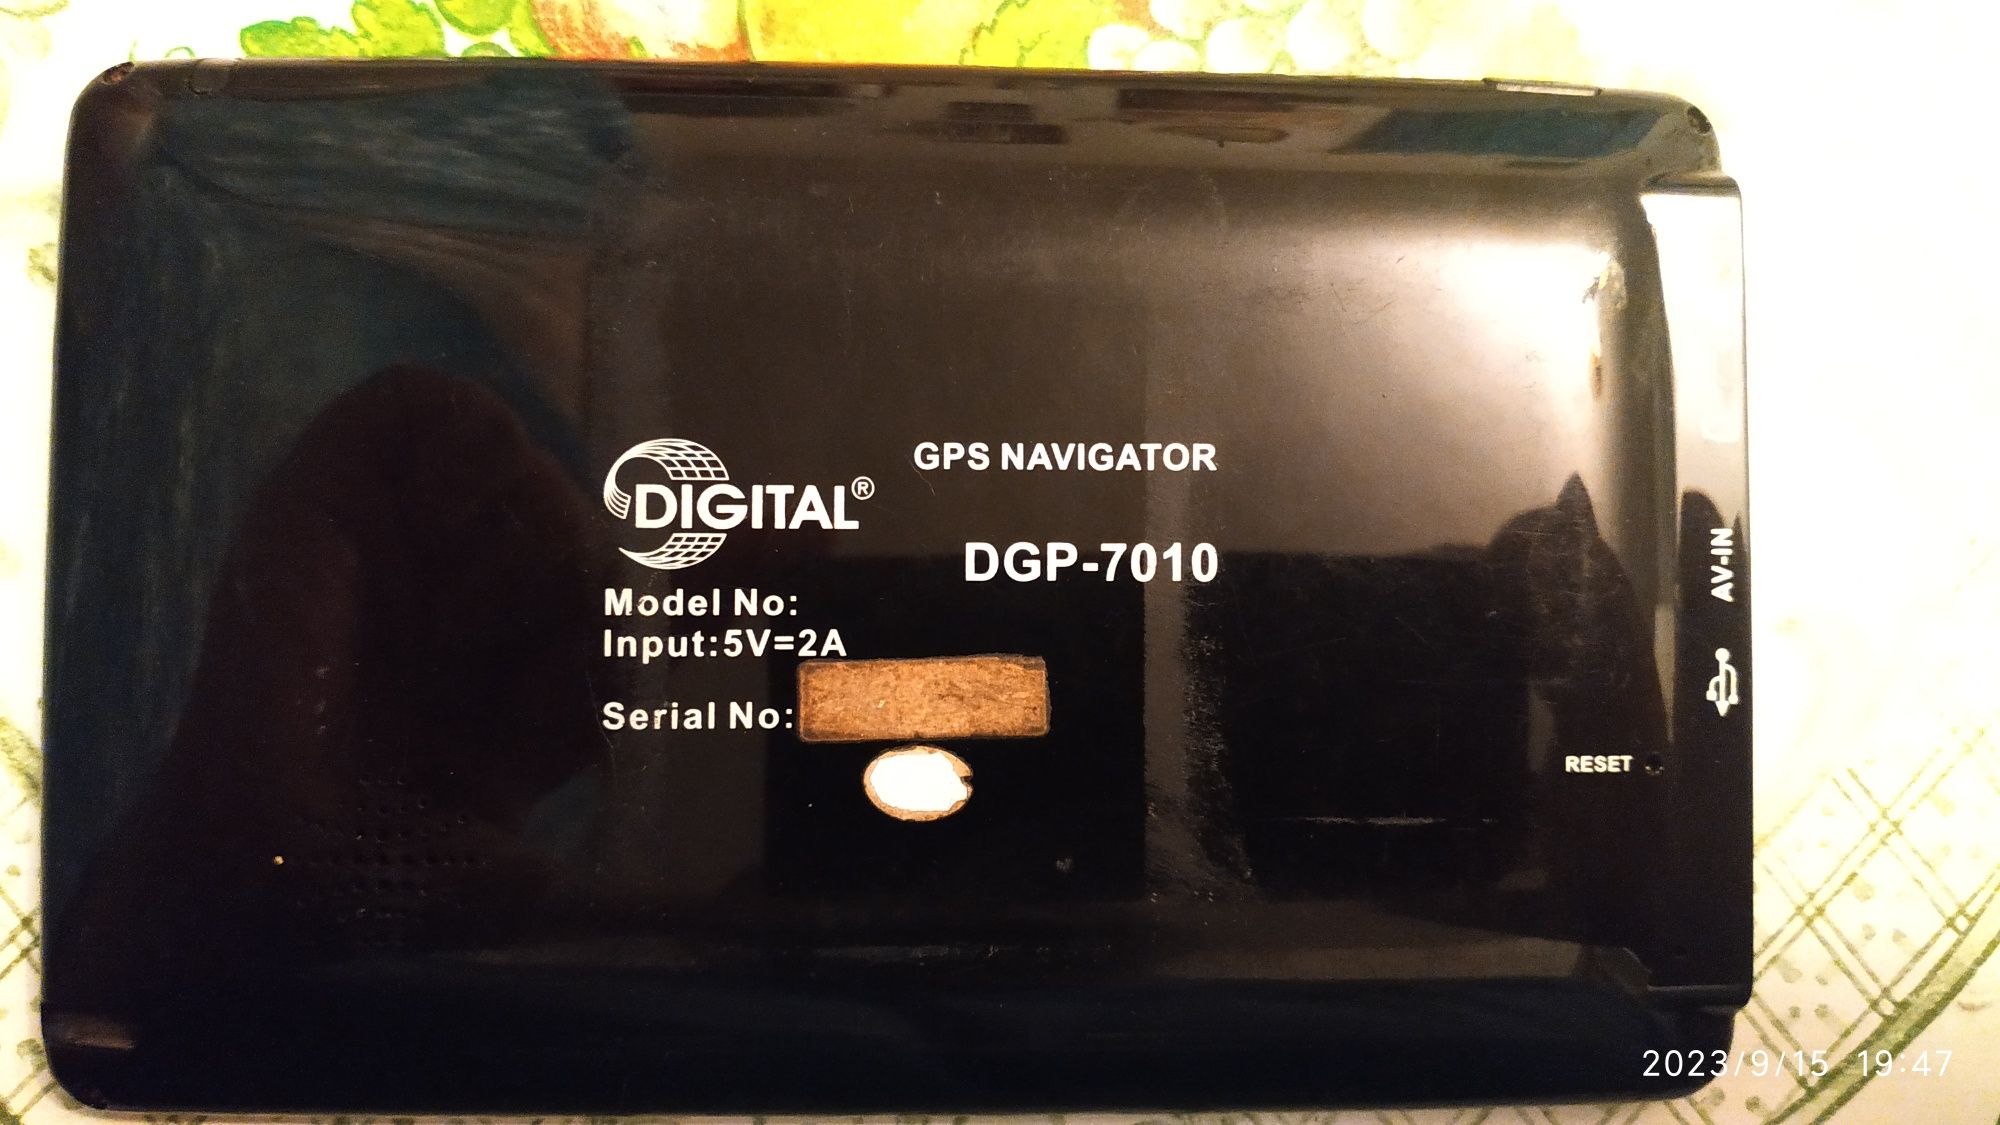 GPS NAVIGATOR
DIGITAL®
DGP-7010
Model No:
Input:5V=2A
Serial No:
AV-IN
RESET
2023/9/15 19:47